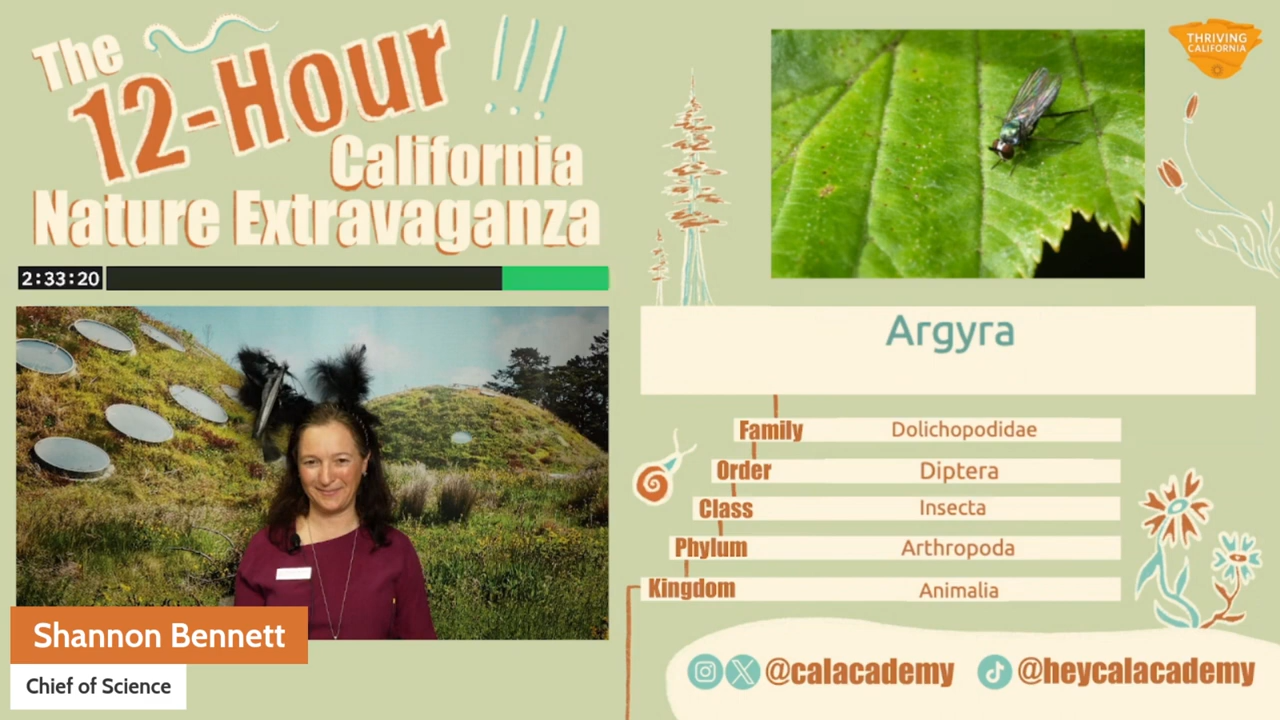 The
12-Hour!!!
California
Nature Extravaganza
THRIVING
CALIFORNIA
2:33:20
Argyra
Family Dolichopodidae
Order Diptera
Class Insecta
Phylum Arthropoda
Kingdom Animalia
Shannon Bennett
Chief of Science
@calacademy @heycalacademy